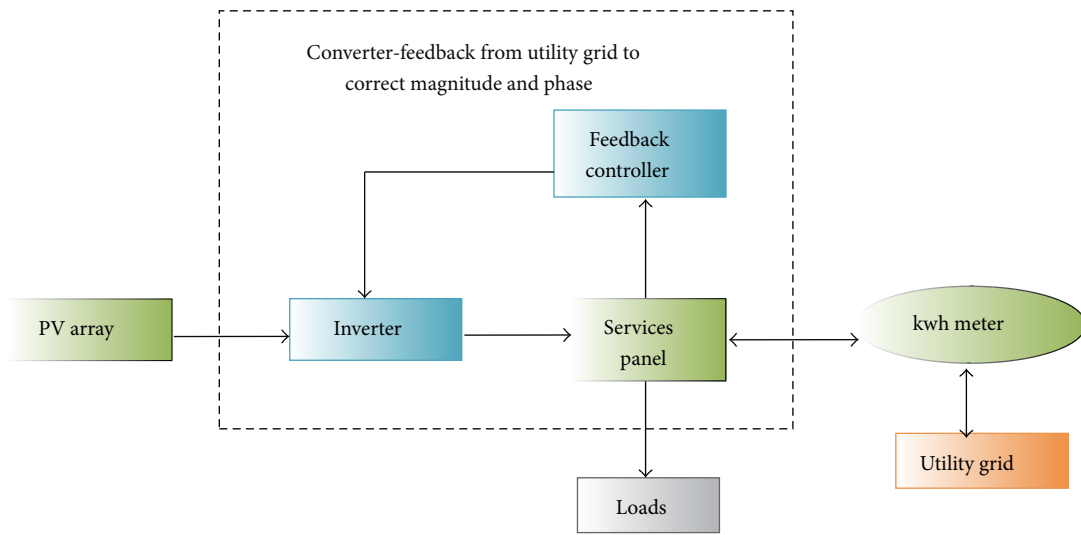 Converter-feedback from utility grid to
correct magnitude and phase
Feedback
controller
PV array
Inverter
Services
panel
kwh meter
Utility grid
Loads